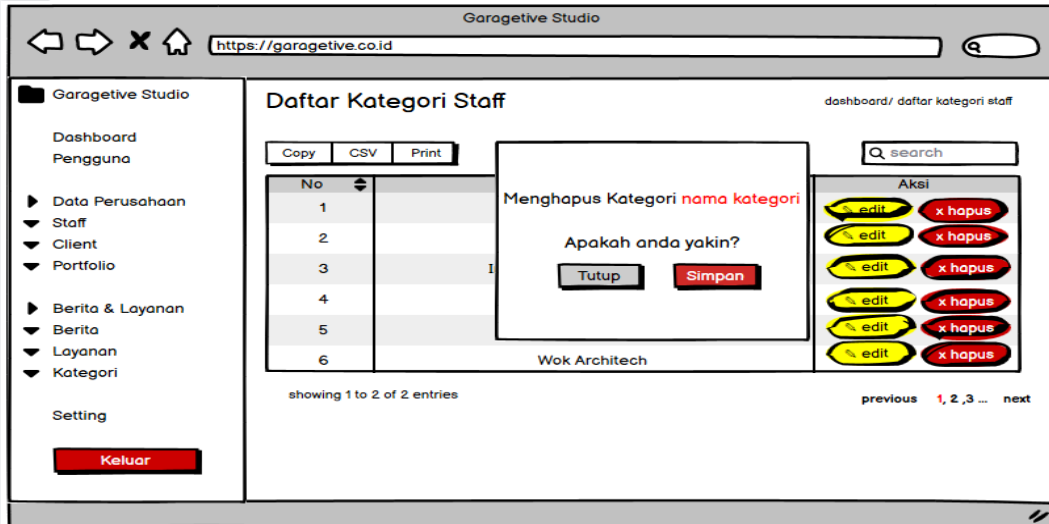 Garagetive Studio
https://garagetive.co.id
Garagetive Studio
Dashboard
Pengguna
Data Perusahaan
Staff
Client
Portfolio
Berita & Layanan
Berita
Layanan
Kategori
Setting
Keluar
Daftar Kategori Staff
dashboard/ daftar kategori staff
Copy CSV Print
search
No Aksi
1 edit x hapus
2 edit x hapus
3 I edit x hapus
4 edit x hapus
5 edit x hapus
6 Wok Architech edit x hapus
Menghapus Kategori nama kategori
Apakah anda yakin?
Tutup Simpan
showing 1 to 2 of 2 entries
previous 1, 2 ,3 ... next